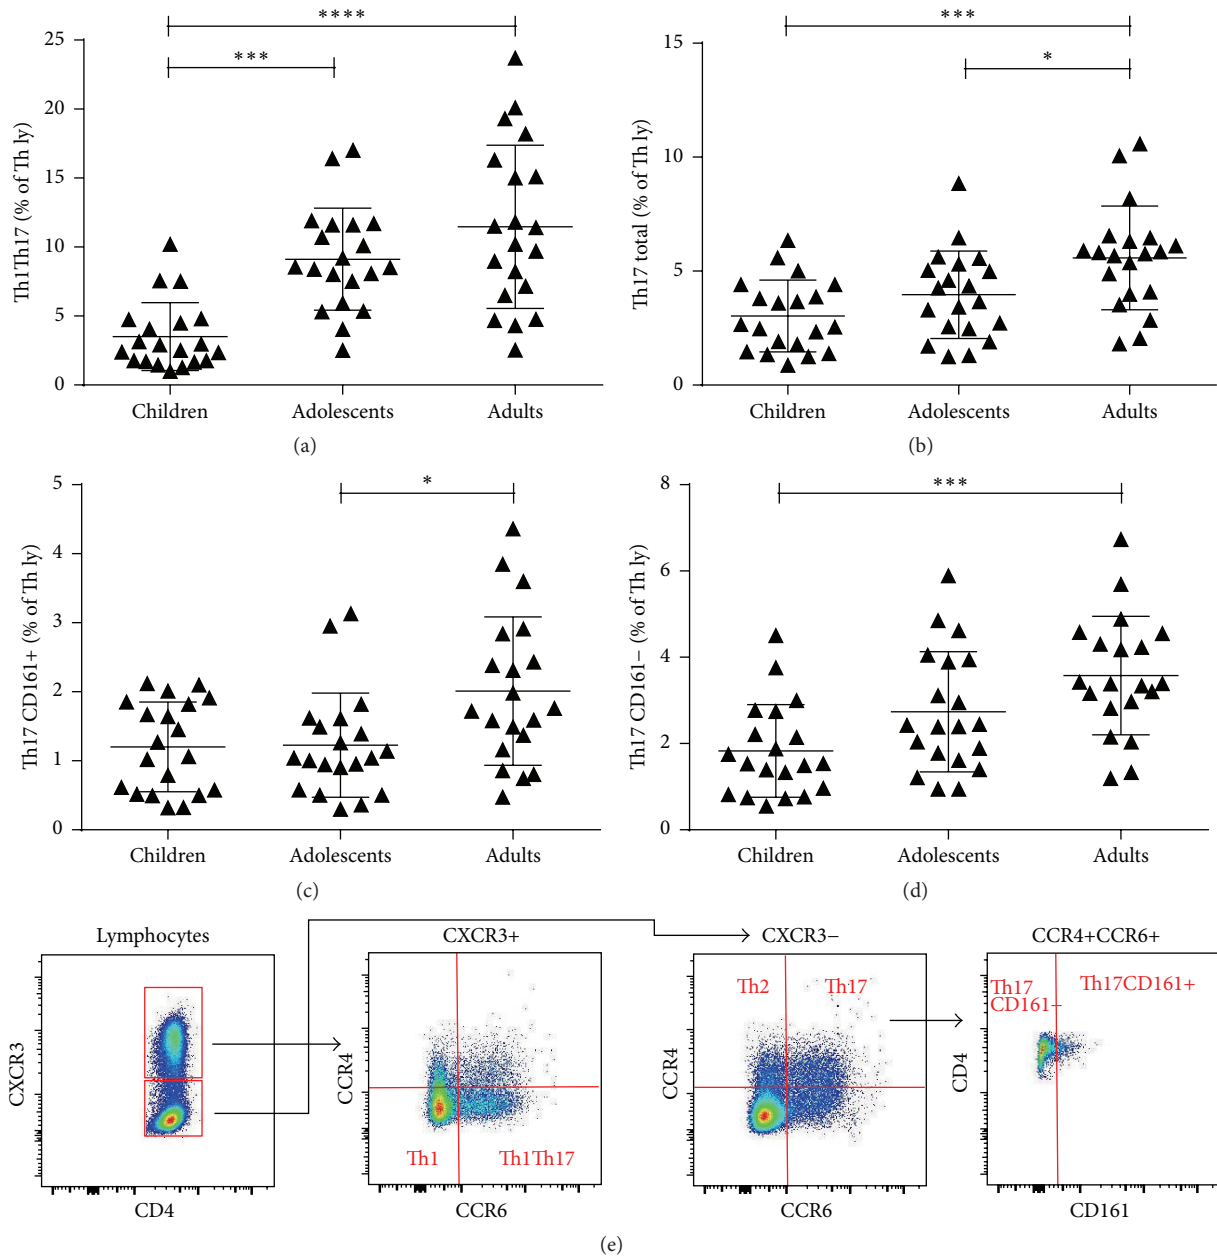 ****
***
25
20
15
10
5
0
Th1Th17 (% of Th ly)
Children Adolescents Adults
(a)
***
*
15
10
5
0
Th17 total (% of Th ly)
Children Adolescents Adults
(b)
*
5
4
3
2
1
0
Th17 CD161+ (% of Th ly)
Children Adolescents Adults
(c)
***
8
6
4
2
0
Th17 CD161− (% of Th ly)
Children Adolescents Adults
(d)
Lymphocytes
CXCR3
CD4
CXCR3+
CCR4
Th1 Th1Th17
CCR6
CXCR3−
Th2 Th17
CCR4
CCR6
CCR4+CCR6+
Th17
CD161−
Th17CD161+
CD4
CD161
(e)